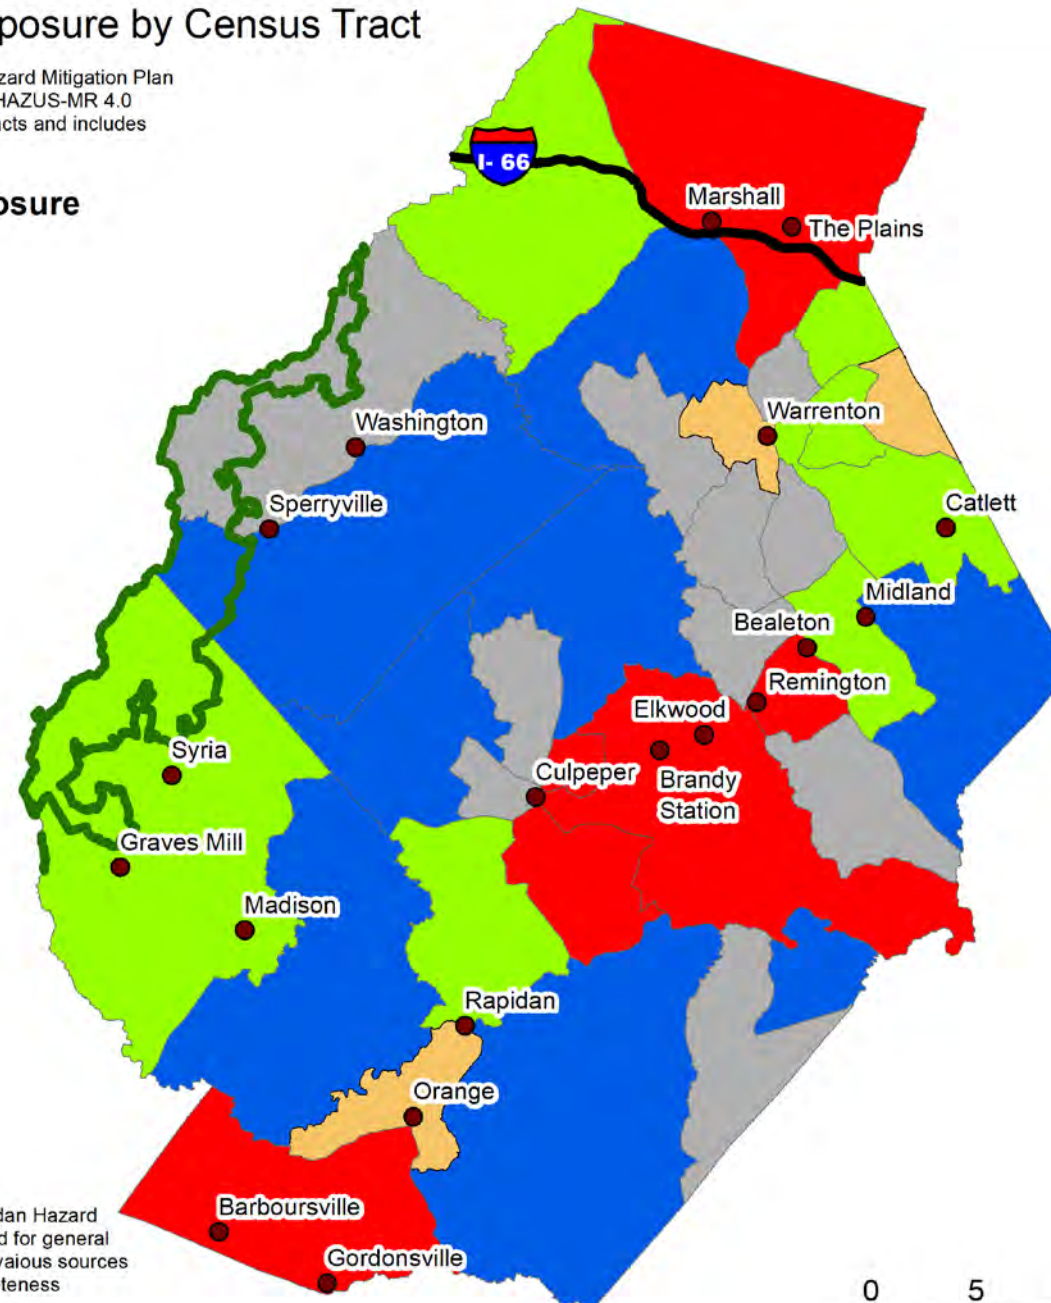 posure by Census Tract
zard Mitigation Plan
HAZUS-MR 4.0
acts and includes
osure
I- 66
Marshall
The Plains
Washington
Warrenton
Sperryville
Catlett
Midland
Bealeton
Remington
Elkwood
Syria
Culpeper
Brandy
Station
Graves Mill
Madison
Rapidan
Orange
Barboursville
dan Hazard
d for general
vaious sources
teness
Gordonsville
0 5